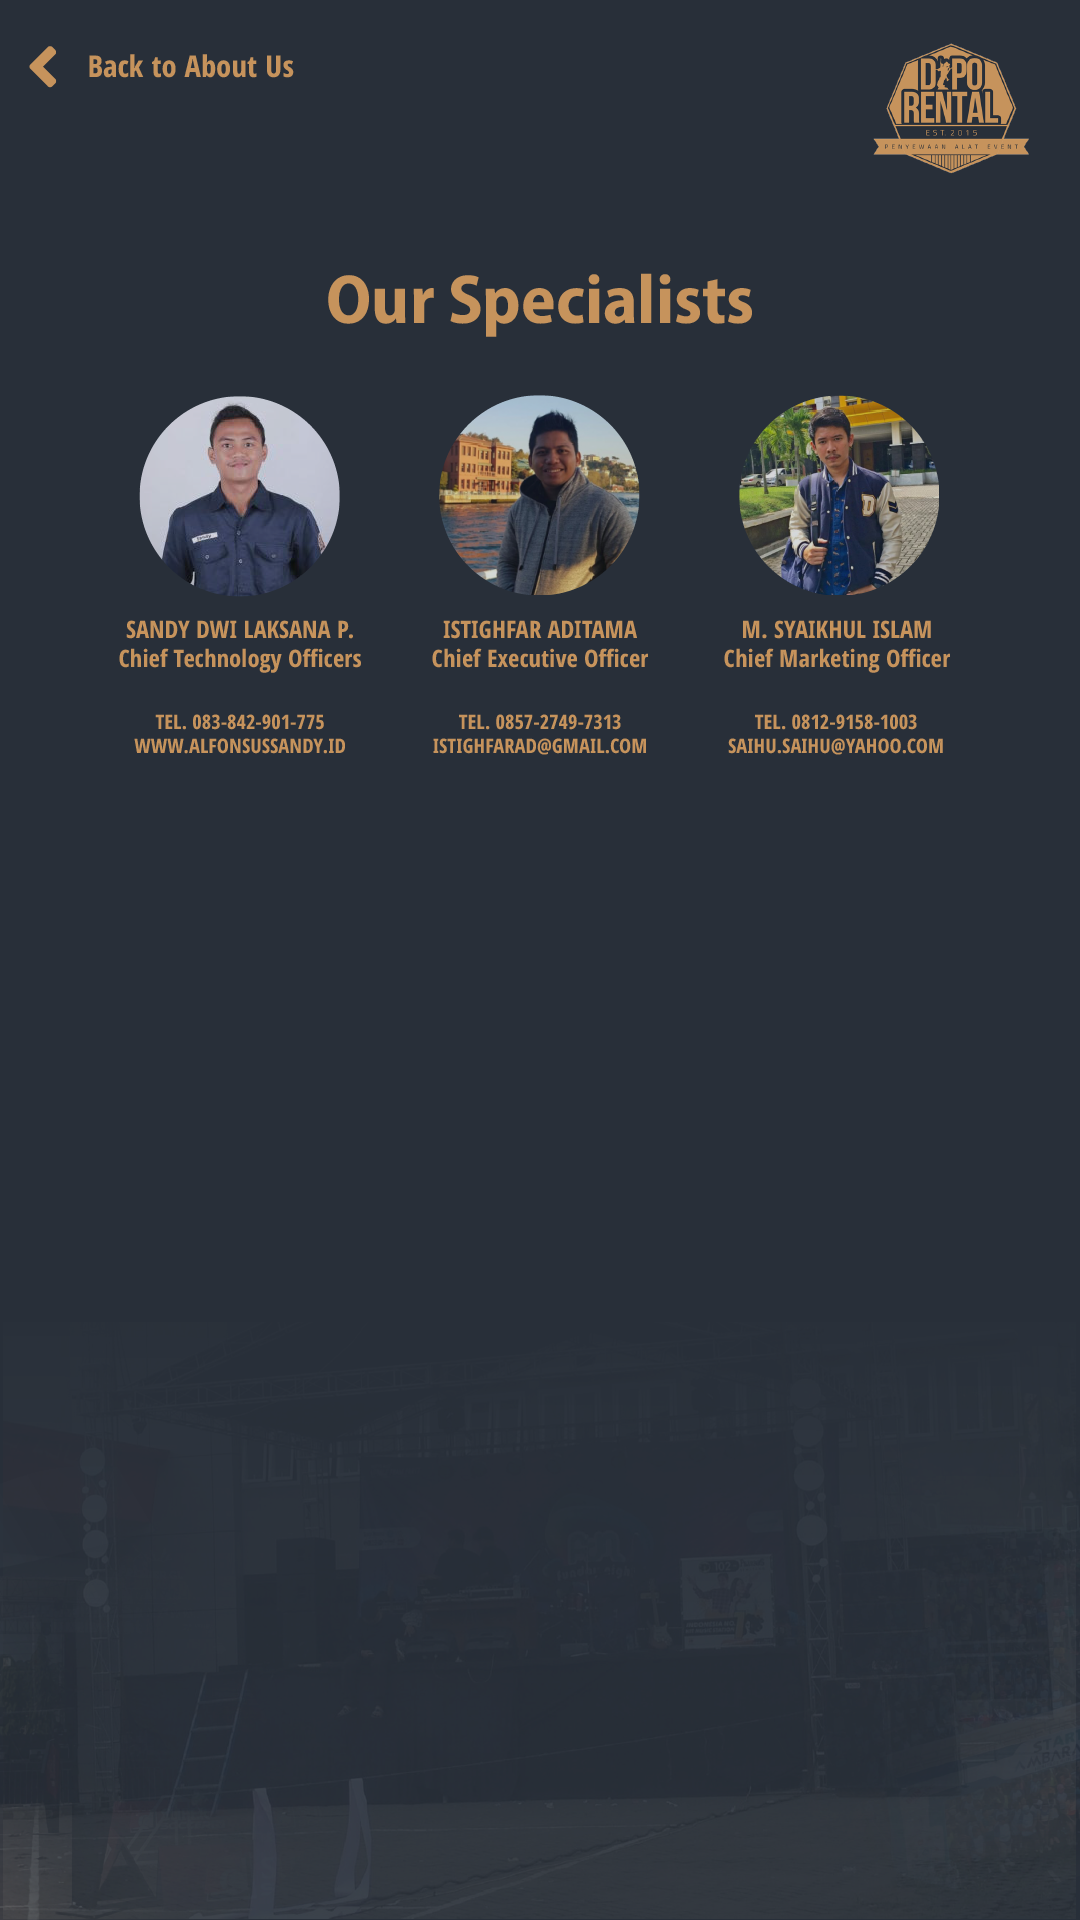 Back to About Us
DIPO
RENTAL
EST.2015
PENYEWAAN ALAT EVENT
Our Specialists
Sandy
D
SANDY DWI LAKSANA P.
Chief Technology Officers
TEL. 083-842-901-775
WWW.ALFONSUSSANDY.ID
ISTIGHFAR ADITAMA
Chief Executive Officer
TEL. 0857-2749-7313
ISTIGHFARAD@GMAIL.COM
M. SYAIKHUL ISLAM
Chief Marketing Officer
TEL. 0812-9158-1003
SAIHU.SAIHU@YAHOO.COM